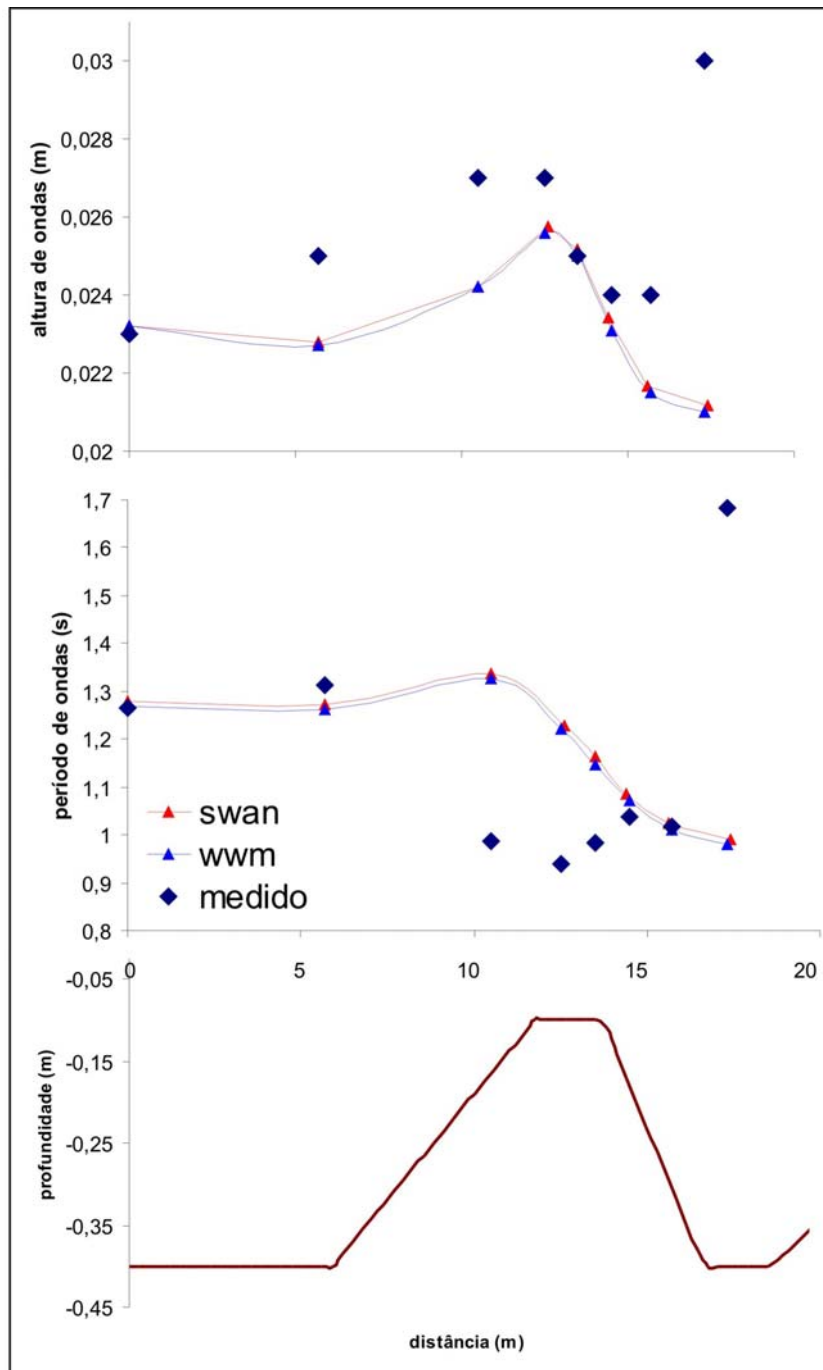 altura de ondas (m)
0,03
0,028
0,026
0,024
0,022
0,02
período de ondas (s)
1,7
1,6
1,5
1,4
1,3
1,2
1,1
1
0,9
0,8
swan
wwm
medido
0 5 10 15 20
profundidade (m)
-0,05
-0,15
-0,25
-0,35
-0,45
distância (m)